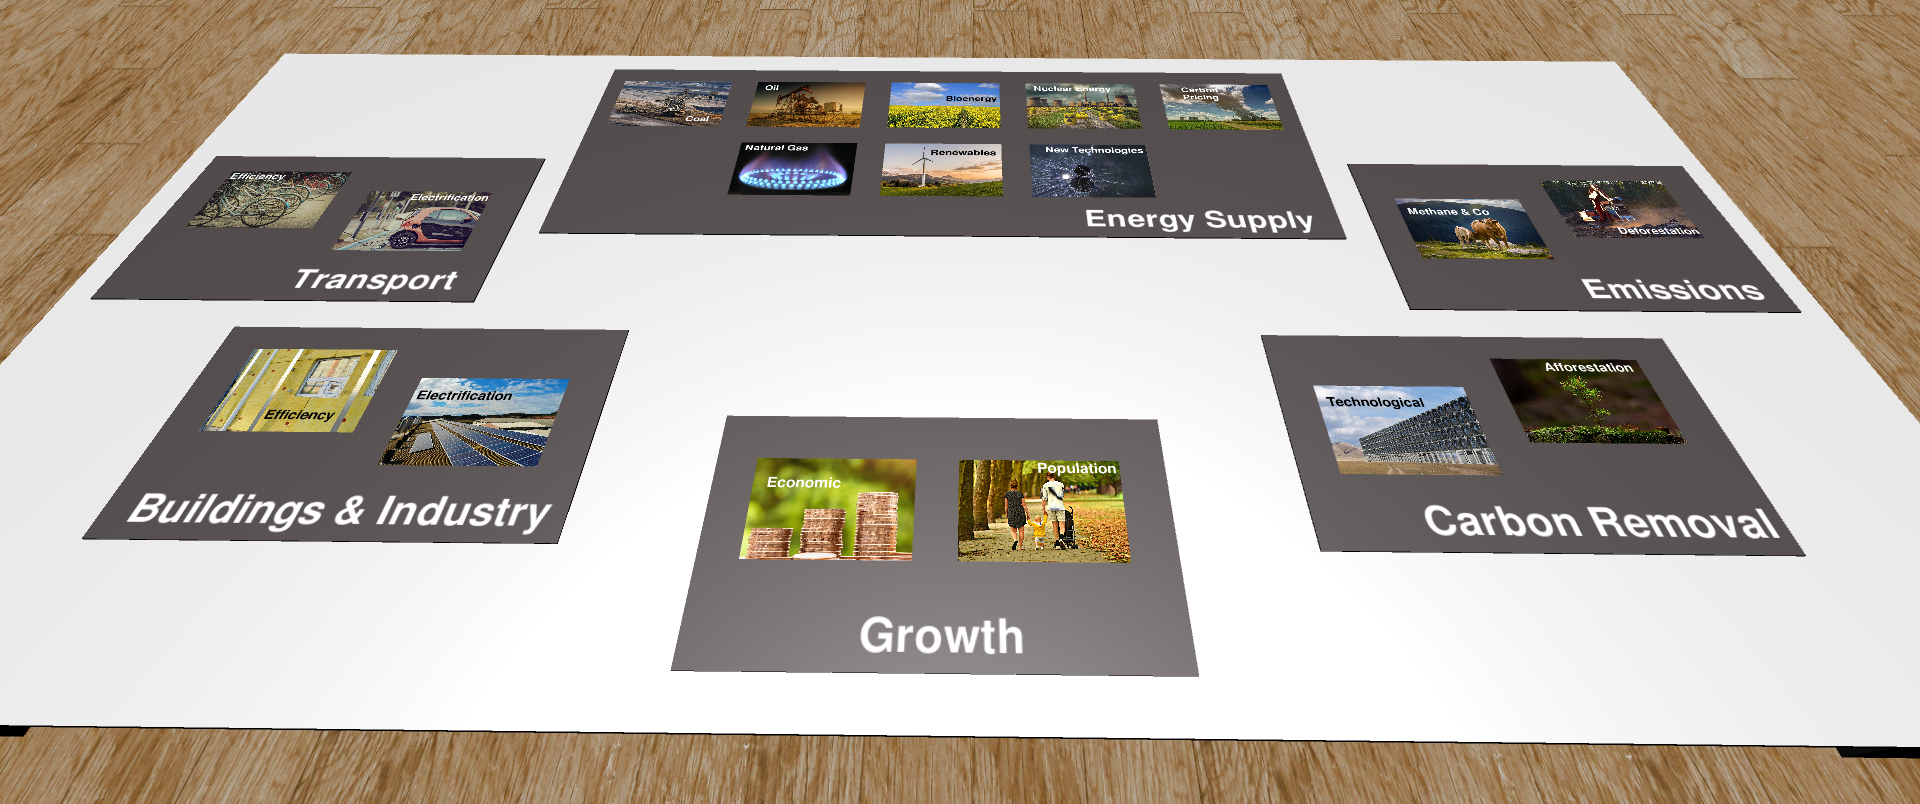 Coal
Oil
Bioenergy
Nuclear Energy
Carbon
Pricing
Natural Gas
Renewables
New Technologies
Energy Supply
Efficiency
Electrification
Transport
Methane & Co
Deforestation
Emissions
Efficiency
Electrification
Buildings & Industry
Economic
Population
Growth
Technological
Afforestation
Carbon Removal